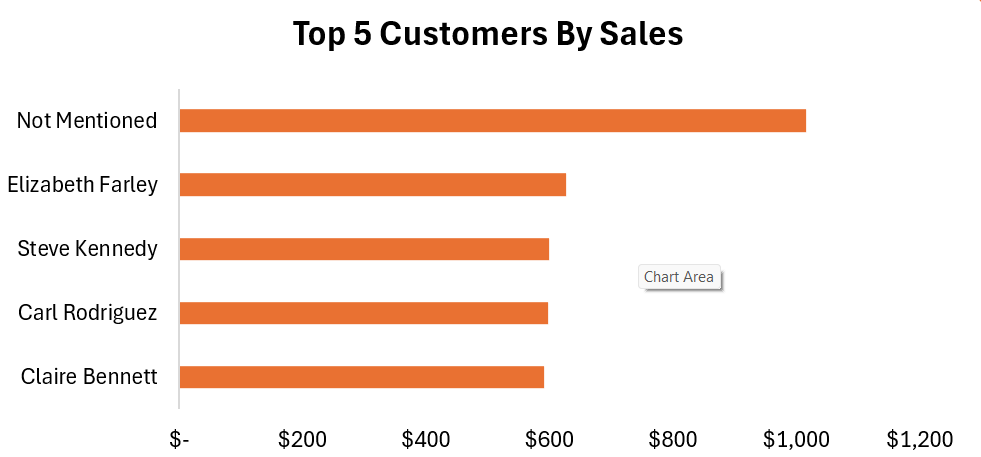 Top 5 Customers By Sales
Not Mentioned
Elizabeth Farley
Steve Kennedy
Chart Area
Carl Rodriguez
Claire Bennett
$- $200 $400 $600 $800 $1,000 $1,200